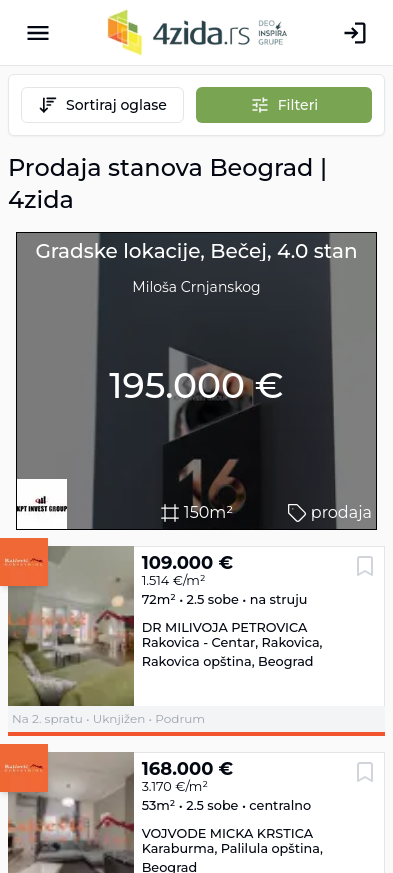 4zida.rs DEO INSPIRA GRUPE
Sortiraj oglase
Filteri
Prodaja stanova Beograd |
4zida
Gradske lokacije, Bečej, 4.0 stan
Miloša Crnjanskog
195.000 €
16
KPT INVEST GROUP
150m²
prodaja
109.000 €
1.514 €/m²
72m² • 2.5 sobe • na struju
DR MILIVOJA PETROVICA
Rakovica - Centar, Rakovica,
Rakovica opština, Beograd
Na 2. spratu • Uknjižen • Podrum
168.000 €
3.170 €/m²
53m² • 2.5 sobe • centralno
VOJVODE MICKA KRSTICA
Karaburma, Palilula opština,
Beograd